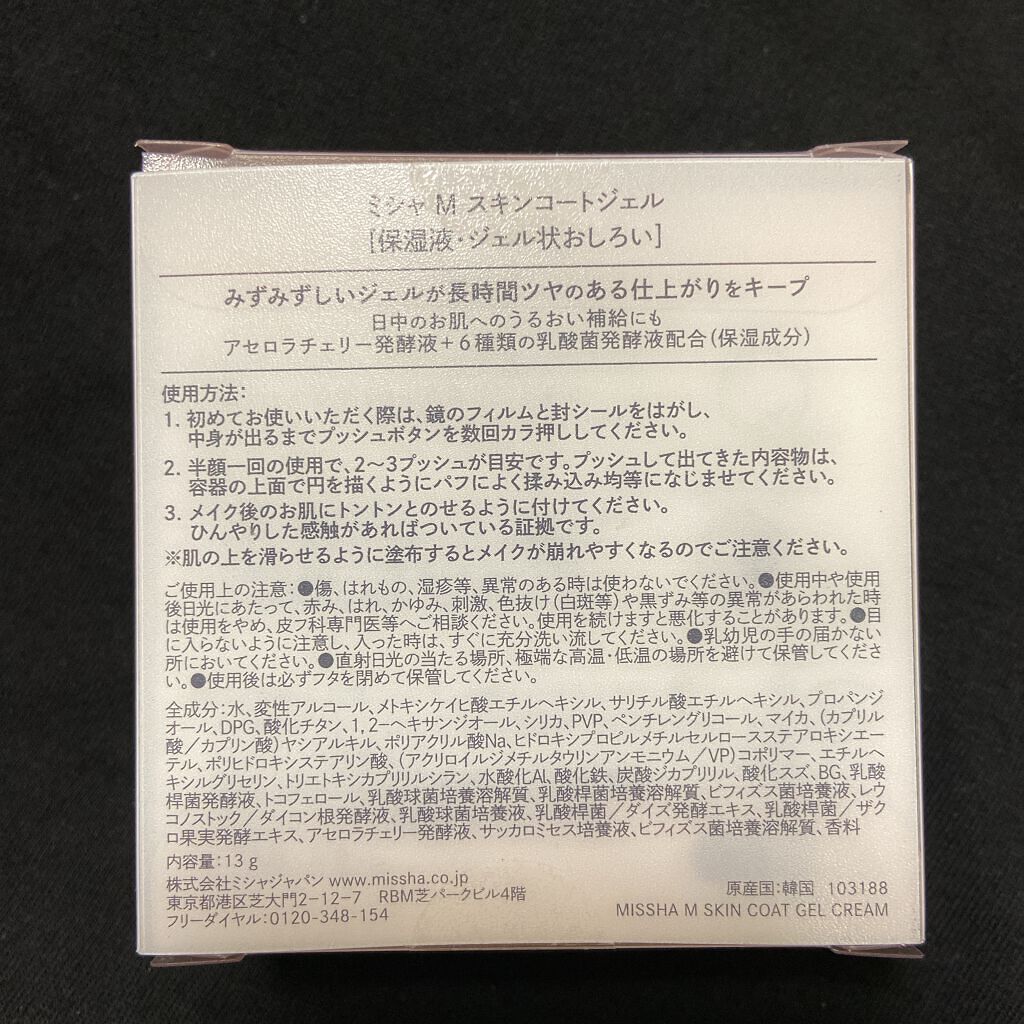 ミシャ M スキンコートジェル
[保湿液・ジェル状おしろい]
みずみずしいジェルが長時間ツヤのある仕上がりをキープ
日中のお肌へのうるおい補給にも
アセロラチェリー発酵液＋6種類の乳酸菌発酵液配合(保湿成分)
使用方法：
1. 初めてお使いいただく際は、鏡のフィルムと封シールをはがし、
中身が出るまでプッシュボタンを数回カラ押ししてください。
2. 半顔一回の使用で、2～3プッシュが目安です。プッシュして出てきた内容物は、
容器の上面で円を描くようにパフによく揉み込み均等になじませてください。
3. メイク後のお肌にトントンとのせるように付けてください。
ひんやりした感触があればついている証拠です。
※肌の上を滑らせるように塗布するとメイクが崩れやすくなるのでご注意ください。
ご使用上の注意：●傷、はれもの、湿疹等、異常のある時は使わないでください。●使用中や使用
後日光にあたって、赤み、はれ、かゆみ、刺激、色抜け(白斑等)や黒ずみ等の異常があらわれた時
は使用をやめ、皮フ科専門医等へご相談ください。使用を続けますと悪化することがあります。●目
に入らないように注意し、入った時は、すぐに充分洗い流してください。●乳幼児の手の届かない
所においてください。●直射日光の当たる場所、極端な高温・低温の場所を避けて保管してくださ
い。●使用後は必ずフタを閉めて保管してください。
全成分：水、変性アルコール、メトキシケイヒ酸エチルヘキシル、サリチル酸エチルヘキシル、プロパンジ
オール、DPG、酸化チタン、1,2-ヘキサンジオール、シリカ、PVP、ペンチレングリコール、マイカ、(カプリル
酸／カプリン酸)ヤシアルキル、ポリアクリル酸Na、ヒドロキシプロピルメチルセルロースステアロキシエー
テル、ポリヒドロキシステアリン酸、(アクリロイルジメチルタウリンアンモニウム／VP)コポリマー、エチルヘ
キシルグリセリン、トリエトキシカプリリルシラン、水酸化Al、酸化鉄、炭酸ジカプリリル、酸化スズ、BG、乳酸
桿菌発酵液、トコフェロール、乳酸球菌培養溶解質、乳酸桿菌培養溶解質、ビフィズス菌培養液、レウ
コノストック／ダイコン根発酵液、乳酸球菌培養液、乳酸桿菌／ダイズ発酵エキス、乳酸桿菌／ザク
ロ果実発酵エキス、アセロラチェリー発酵液、サッカロミセス培養液、ビフィズス菌培養溶解質、香料
内容量：13 g
株式会社ミシャジャパン www.missha.co.jp
東京都港区芝大門2-12-7 RBM芝パークビル4階
フリーダイヤル：0120-348-154
原産国：韓国 103188
MISSHA M SKIN COAT GEL CREAM